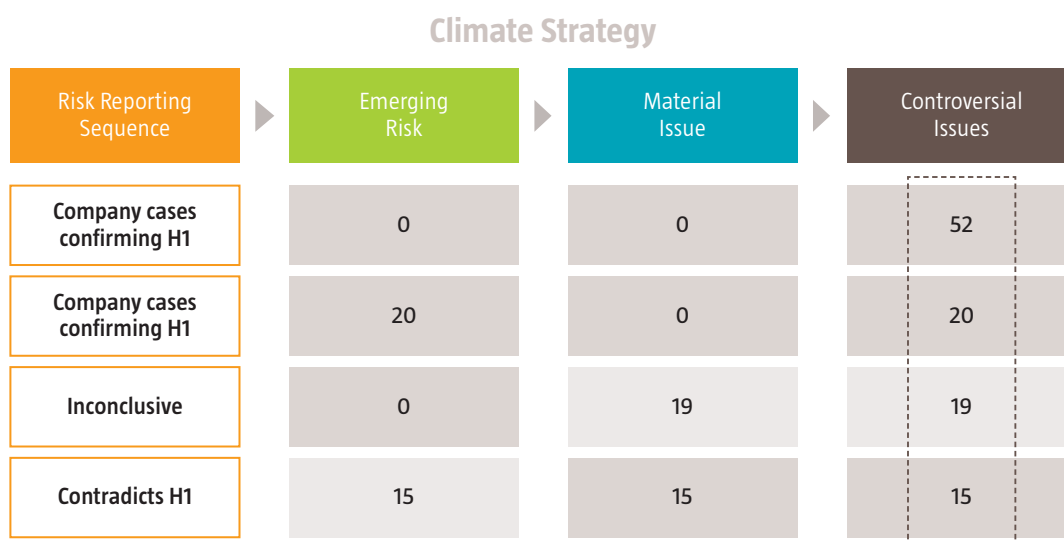 Climate Strategy
Risk Reporting
Sequence
Emerging
Risk
Material
Issue
Controversial
Issues
Company cases
confirming H1
0
0
52
Company cases
confirming H1
20
0
20
Inconclusive
0
19
19
Contradicts H1
15
15
15